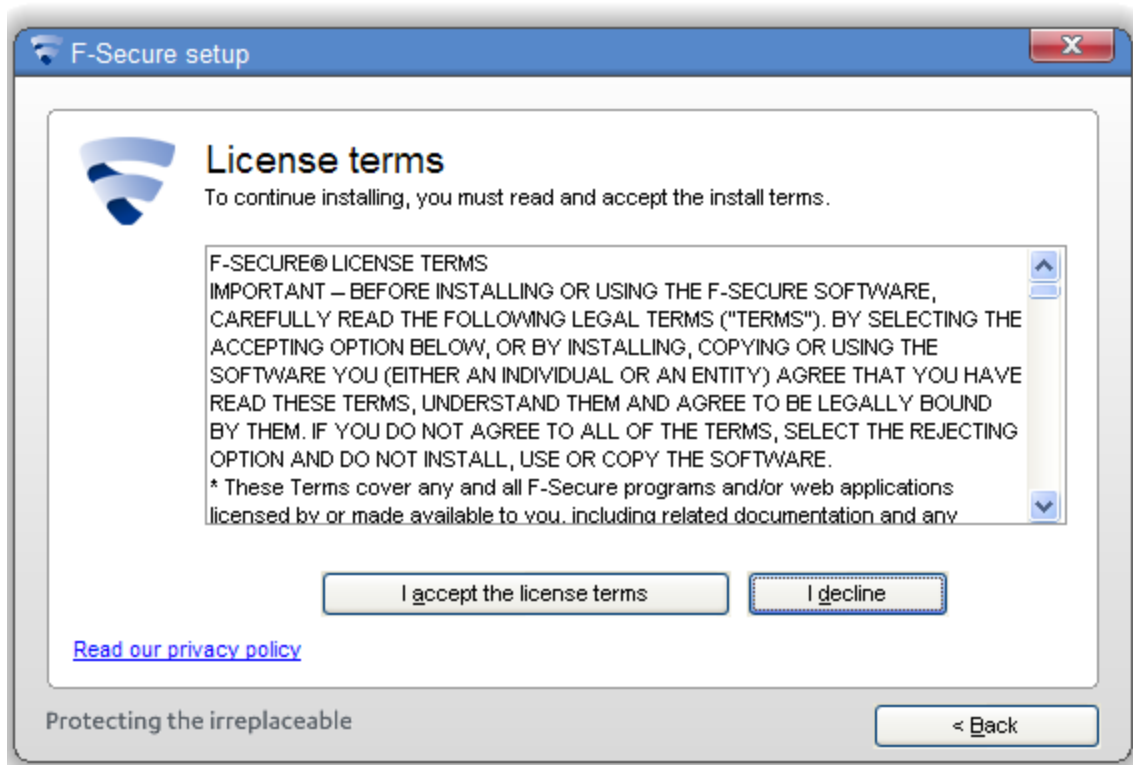 F-Secure setup
License terms
To continue installing, you must read and accept the install terms.
F-SECURE® LICENSE TERMS
IMPORTANT – BEFORE INSTALLING OR USING THE F-SECURE SOFTWARE,
CAREFULLY READ THE FOLLOWING LEGAL TERMS ("TERMS"). BY SELECTING THE
ACCEPTING OPTION BELOW, OR BY INSTALLING, COPYING OR USING THE
SOFTWARE YOU (EITHER AN INDIVIDUAL OR AN ENTITY) AGREE THAT YOU HAVE
READ THESE TERMS, UNDERSTAND THEM AND AGREE TO BE LEGALLY BOUND
BY THEM. IF YOU DO NOT AGREE TO ALL OF THE TERMS, SELECT THE REJECTING
OPTION AND DO NOT INSTALL, USE OR COPY THE SOFTWARE.
* These Terms cover any and all F-Secure programs and/or web applications
licensed by or made available to you, including related documentation and any
I accept the license terms
I decline
Read our privacy policy
Protecting the irreplaceable
< Back